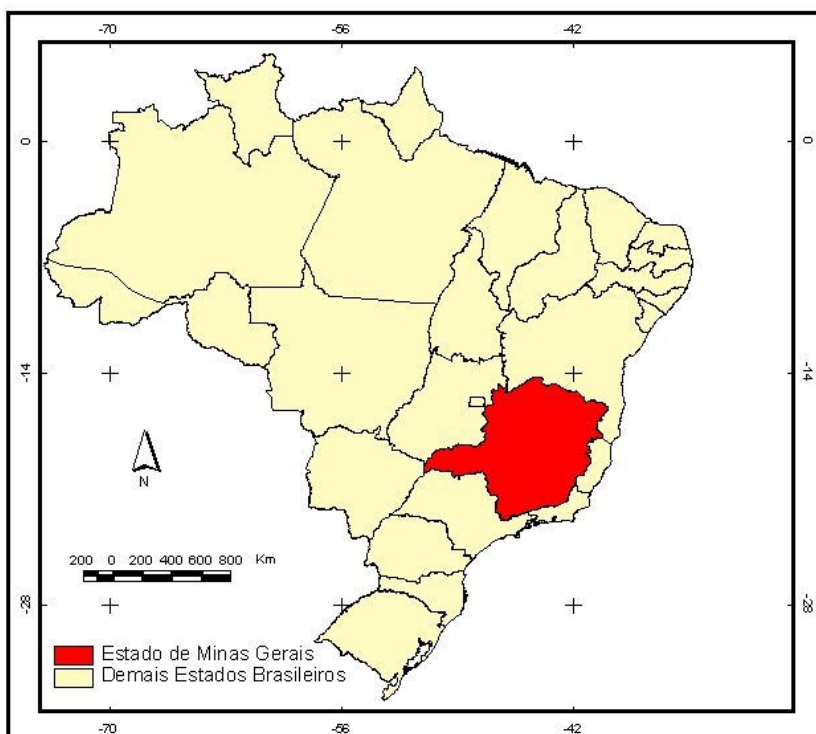 -70 -56 -42
0 0
-14 -14
N
200 0 200 400 600 800 Km
-28 -28
Estado de Minas Gerais
Demais Estados Brasileiros
-70 -56 -42